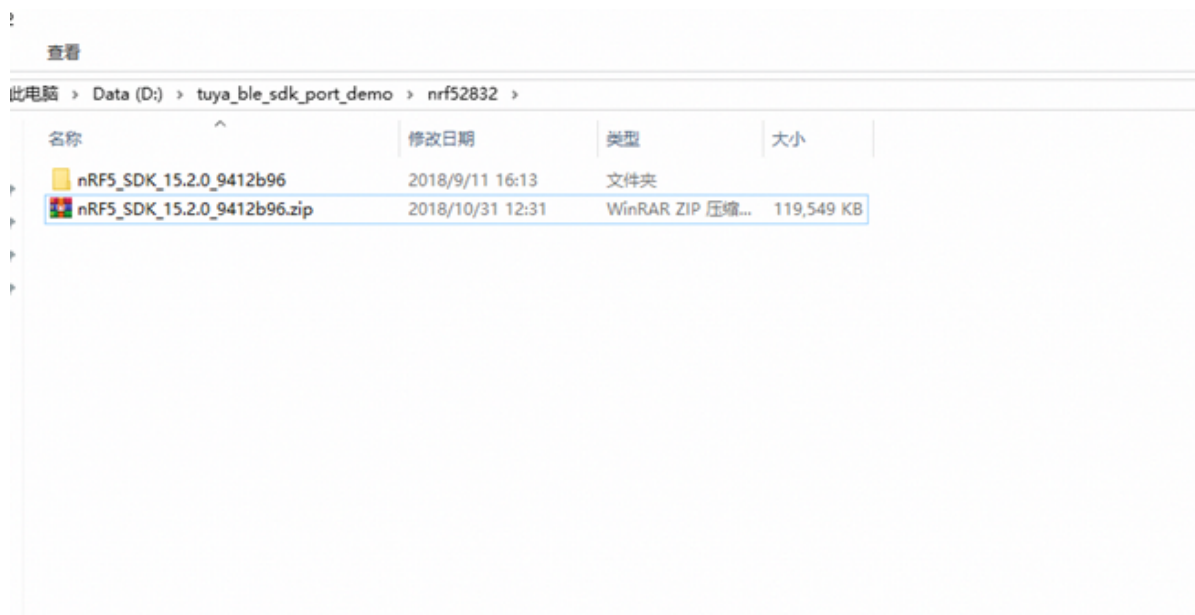 查看
此电脑 > Data (D:) > tuya_ble_sdk_port_demo > nrf52832 >
名称 修改日期 类型 大小
nRF5_SDK_15.2.0_9412b96 2018/9/11 16:13 文件夹
nRF5_SDK_15.2.0_9412b96.zip 2018/10/31 12:31 WinRAR ZIP 压缩... 119,549 KB